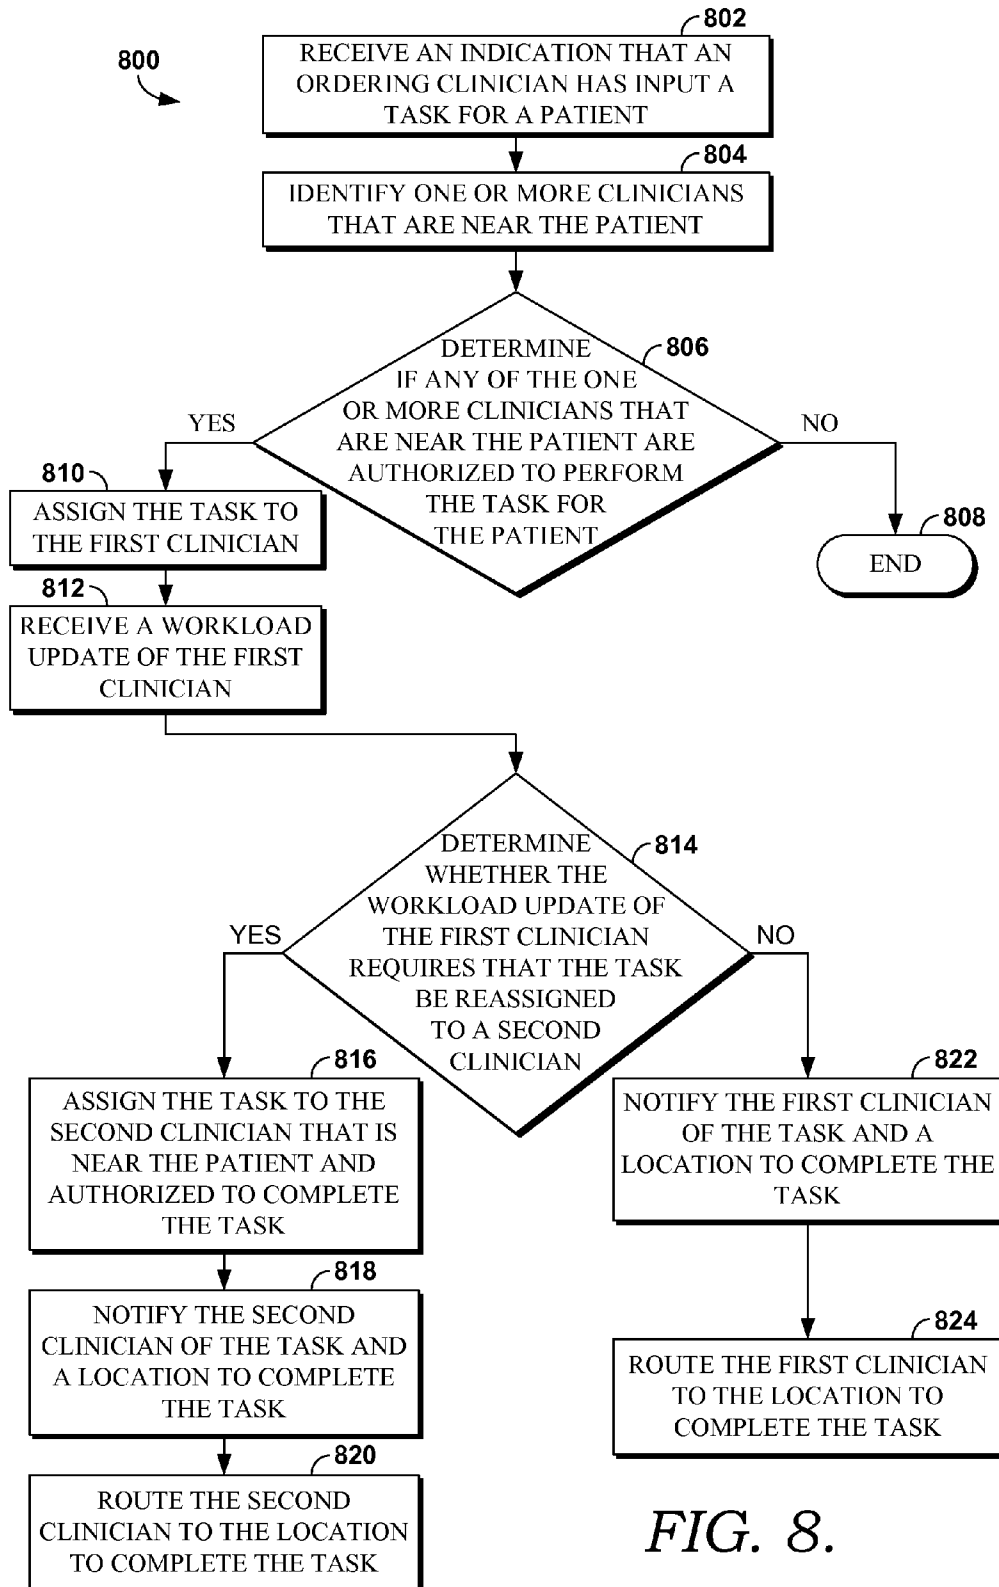 800
802
RECEIVE AN INDICATION THAT AN
ORDERING CLINICIAN HAS INPUT A
TASK FOR A PATIENT
804
IDENTIFY ONE OR MORE CLINICIANS
THAT ARE NEAR THE PATIENT
806
DETERMINE
IF ANY OF THE ONE
OR MORE CLINICIANS THAT
ARE NEAR THE PATIENT ARE
AUTHORIZED TO PERFORM
THE TASK FOR
THE PATIENT
YES
NO
808
END
810
ASSIGN THE TASK TO
THE FIRST CLINICIAN
812
RECEIVE A WORKLOAD
UPDATE OF THE FIRST
CLINICIAN
814
DETERMINE
WHETHER THE
WORKLOAD UPDATE OF
THE FIRST CLINICIAN
REQUIRES THAT THE TASK
BE REASSIGNED
TO A SECOND
CLINICIAN
YES
NO
816
ASSIGN THE TASK TO THE
SECOND CLINICIAN THAT IS
NEAR THE PATIENT AND
AUTHORIZED TO COMPLETE
THE TASK
818
NOTIFY THE SECOND
CLINICIAN OF THE TASK AND
A LOCATION TO COMPLETE
THE TASK
820
ROUTE THE SECOND
CLINICIAN TO THE LOCATION
TO COMPLETE THE TASK
822
NOTIFY THE FIRST CLINICIAN
OF THE TASK AND A
LOCATION TO COMPLETE THE
TASK
824
ROUTE THE FIRST CLINICIAN
TO THE LOCATION TO
COMPLETE THE TASK
FIG. 8.